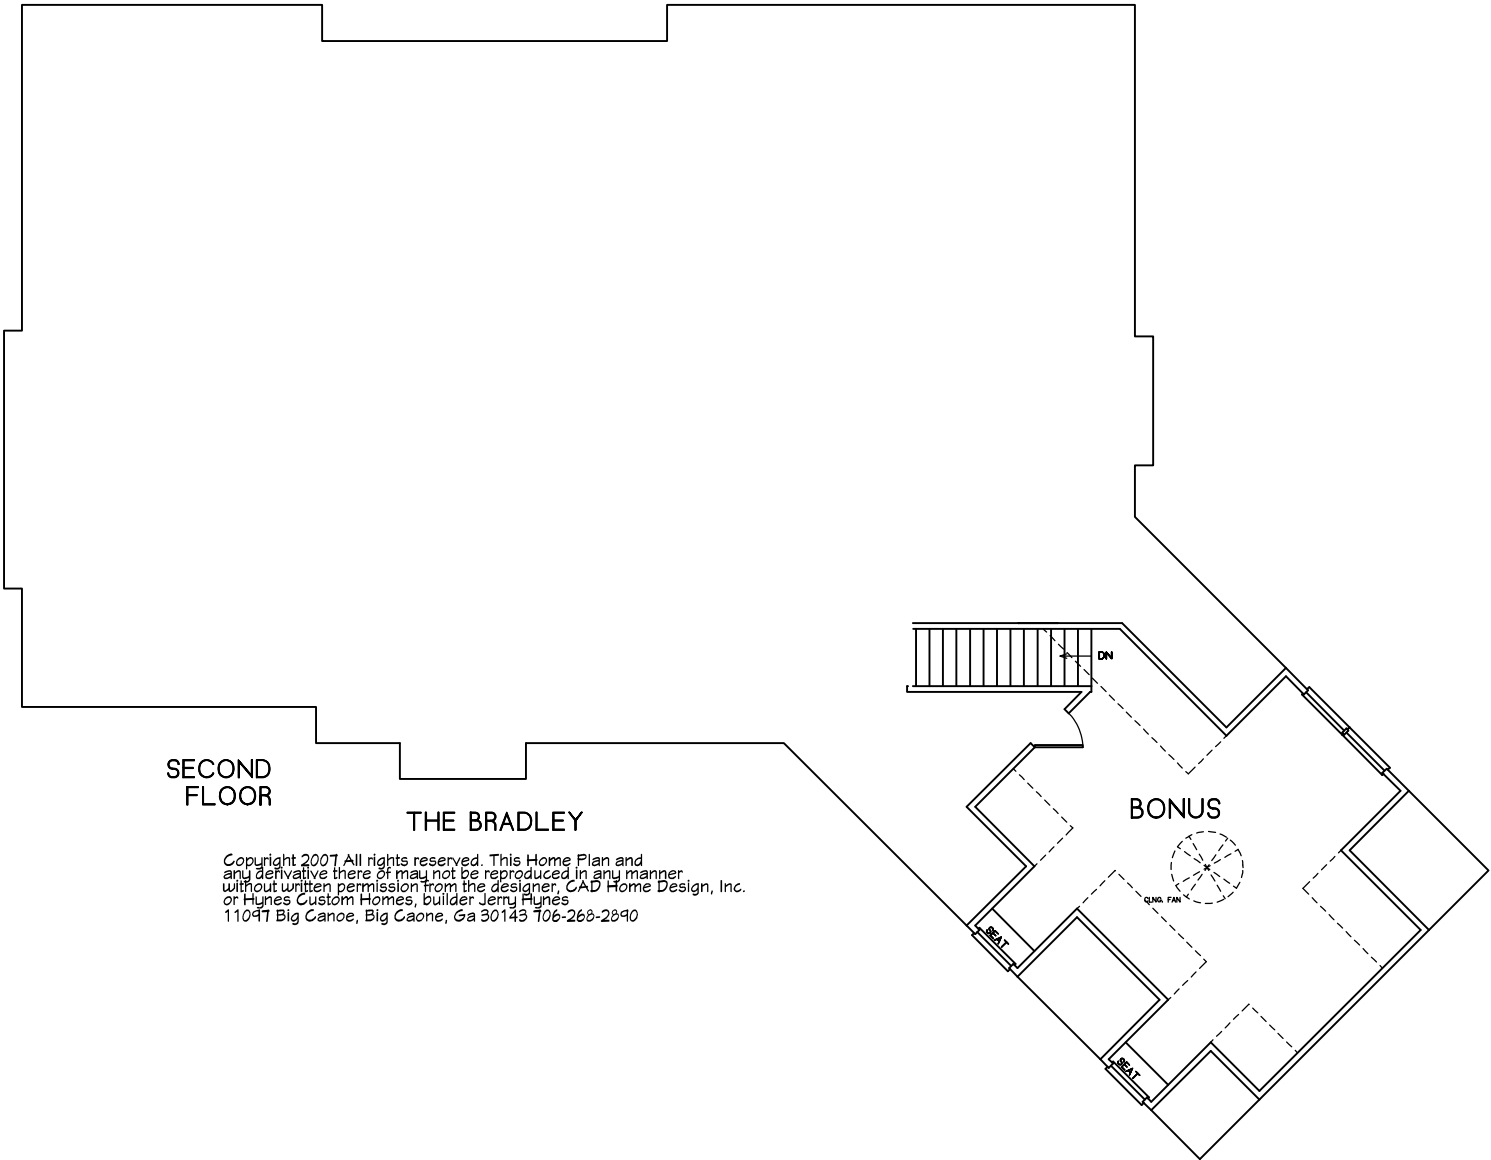 DN
SECOND
FLOOR
BONUS
THE BRADLEY
Copyright 2007 All rights reserved. This Home Plan and
any derivative there of may not be reproduced in any manner
without written permission from the designer, CAD Home Design, Inc.
or Hynes Custom Homes, builder Jerry Hynes
11097 Big Canoe, Big Caone, Ga 30143 706-268-2890
CLNG. FAN
SEAT
SEAT